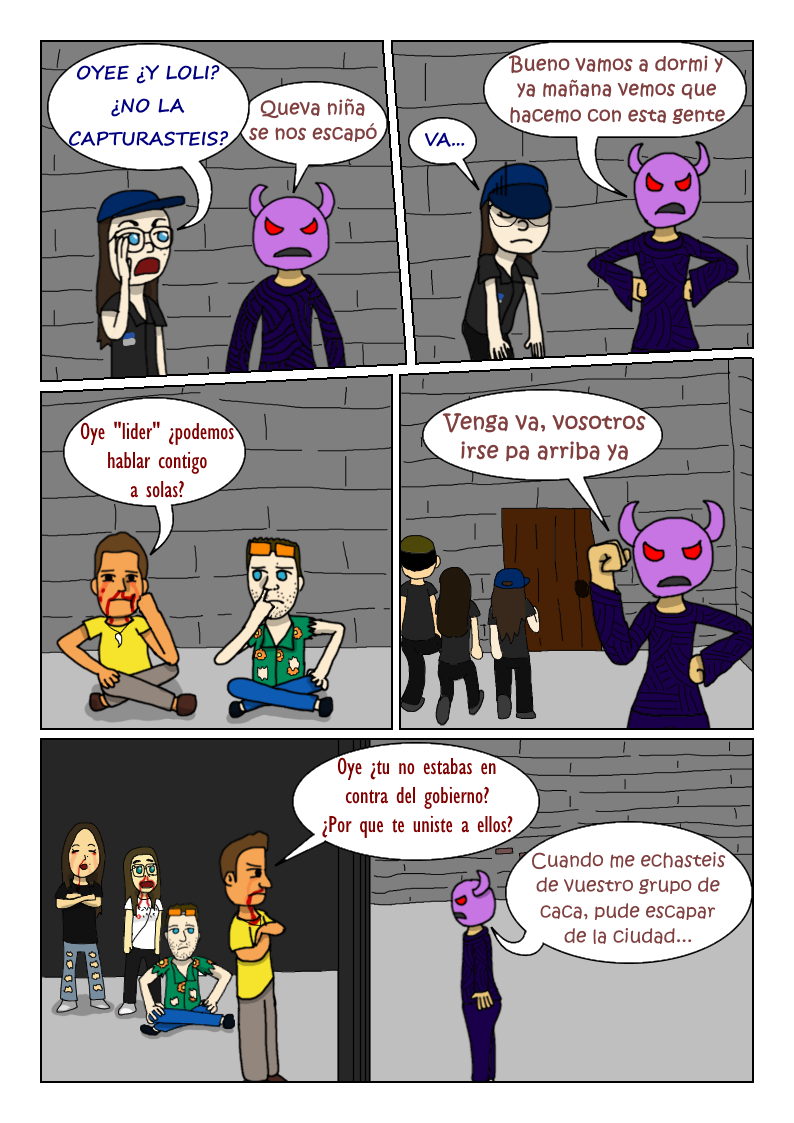 OYEE ¿Y LOLI?
¿NO LA
CAPTURASTEIS?
Queva niña
se nos escapó
VA...
Bueno vamos a dormi y
ya mañana vemos que
hacemo con esta gente
Oye "lider" ¿podemos
hablar contigo
a solas?
Venga va, vosotros
irse pa arriba ya
Oye ¿tu no estabas en
contra del gobierno?
¿Por que te uniste a ellos?
Cuando me echasteis
de vuestro grupo de
caca, pude escapar
de la ciudad...